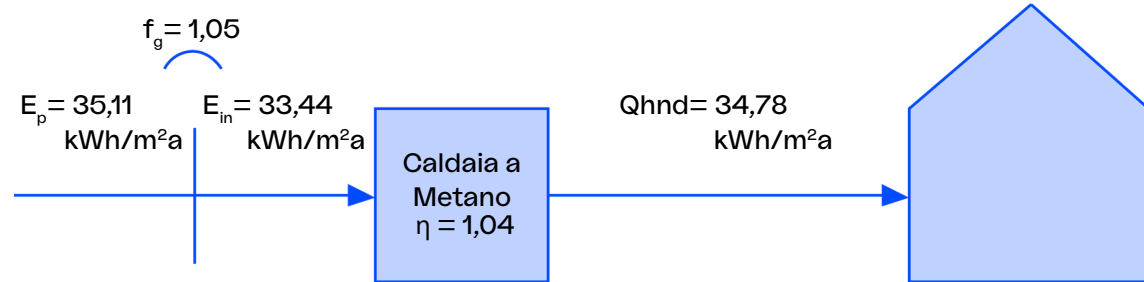 f_g= 1,05
E_p= 35,11
kWh/m²a
E_in= 33,44
kWh/m²a
Caldaia a
Metano
η = 1,04
Qhnd= 34,78
kWh/m²a